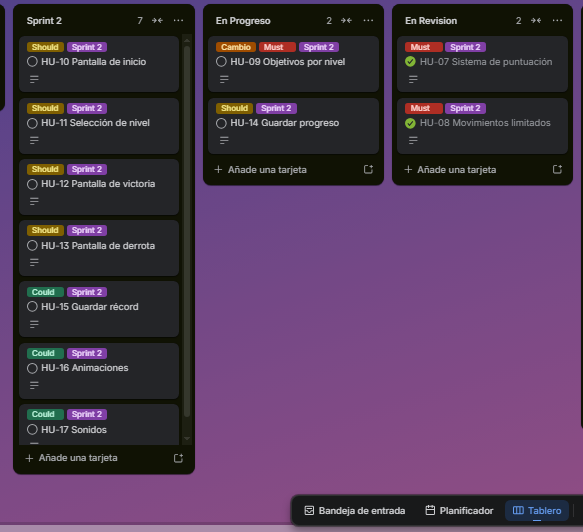 Sprint 2 7
Should Sprint 2
HU-10 Pantalla de inicio
Should Sprint 2
HU-11 Selección de nivel
Should Sprint 2
HU-12 Pantalla de victoria
Should Sprint 2
HU-13 Pantalla de derrota
Could Sprint 2
HU-15 Guardar récord
Could Sprint 2
HU-16 Animaciones
Could Sprint 2
HU-17 Sonidos
Añade una tarjeta
En Progreso 2
Cambio Must Sprint 2
HU-09 Objetivos por nivel
Should Sprint 2
HU-14 Guardar progreso
Añade una tarjeta
En Revision 2
Must Sprint 2
HU-07 Sistema de puntuación
Must Sprint 2
HU-08 Movimientos limitados
Añade una tarjeta
Bandeja de entrada Planificador Tablero